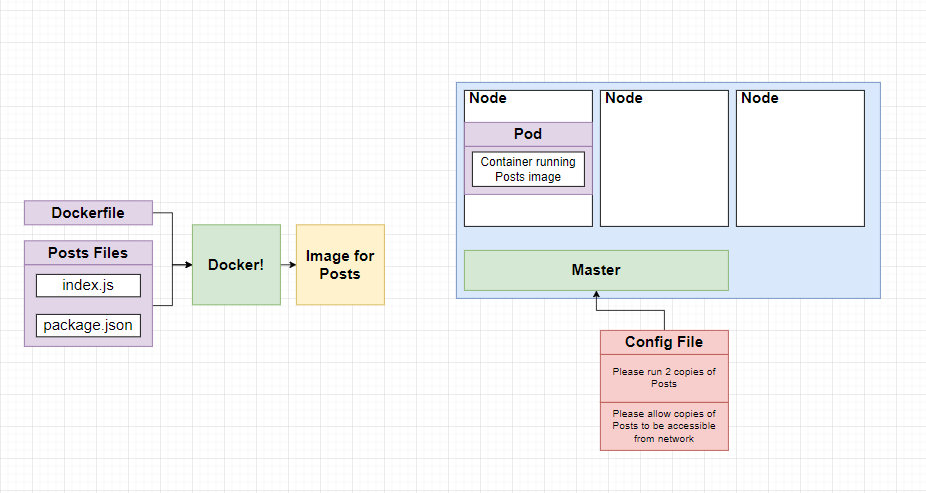 Dockerfile
Posts Files
index.js
package.json
Docker!
Image for
Posts
Node
Node
Node
Pod
Container running
Posts image
Master
Config File
Please run 2 copies of
Posts
Please allow copies of
Posts to be accessible
from network